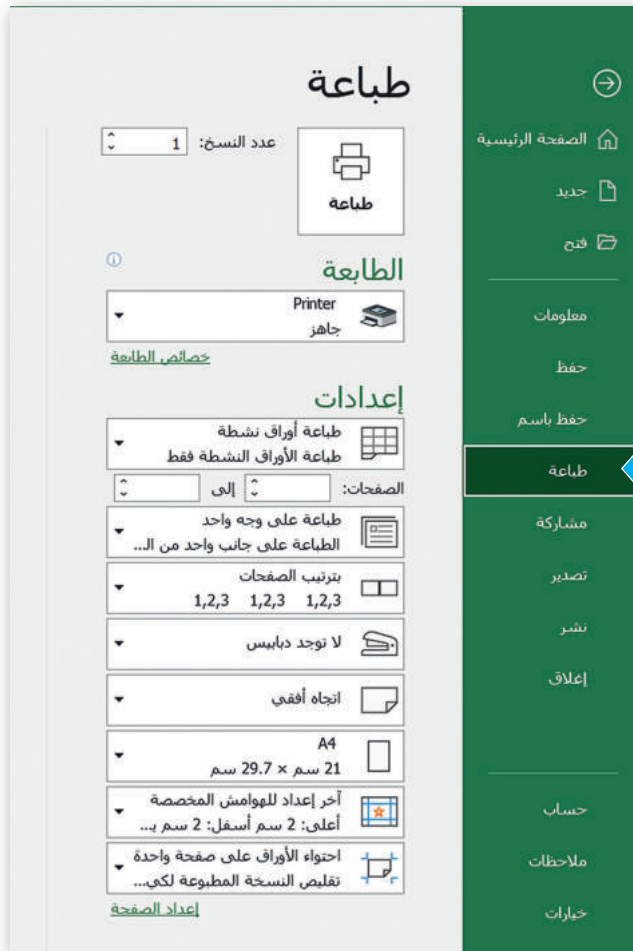 الصفحة الرئيسية
جديد
فتح
معلومات
حفظ
حفظ باسم
طباعة
مشاركة
تصدير
نشر
إغلاق
حساب
ملاحظات
خيارات
طباعة
طباعة
عدد النسخ: 1
الطابعة
Printer
جاهز
خصائص الطابعة
إعدادات
طباعة أوراق نشطة
طباعة الأوراق النشطة فقط
الصفحات: إلى
طباعة على وجه واحد
الطباعة على جانب واحد من الـ...
بترتيب الصفحات
1,2,3 1,2,3 1,2,3
لا توجد دبابيس
اتجاه أفقي
A4
21 سم × 29.7 سم
آخر إعداد للهوامش المخصصة
أعلى: 2 سم أسفل: 2 سم يـ...
احتواء الأوراق على صفحة واحدة
تقليص النسخة المطبوعة لكي...
إعداد الصفحة